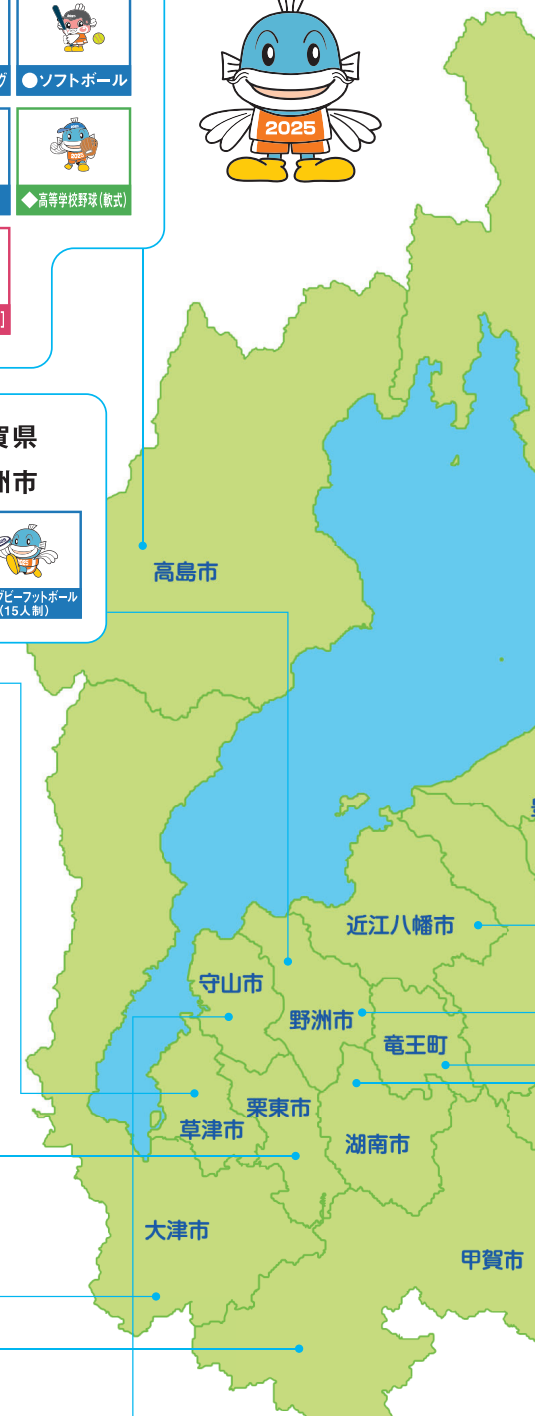 ソフトボール
2025
高等学校野球(軟式)
賀県
州市
グビーフットボール
(15人制)
高島市
近江八幡市
守山市
野洲市
竜王町
栗東市
草津市
湖南市
大津市
甲賀市